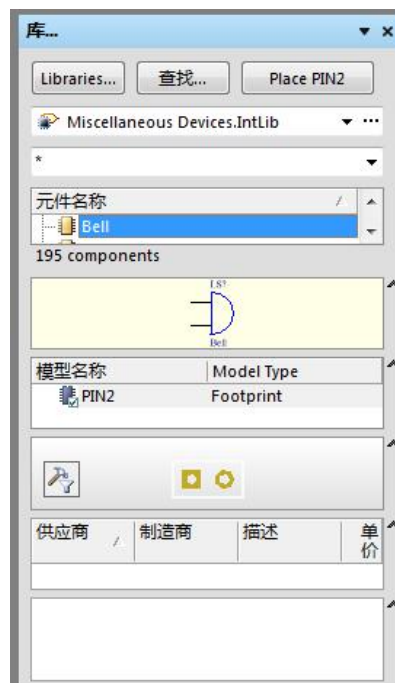 库...
Libraries... 查找... Place PIN2
Miscellaneous Devices.IntLib
*
元件名称
Bell
195 components
LS?
Bell
模型名称 Model Type
PIN2 Footprint
供应商 制造商 描述 单价